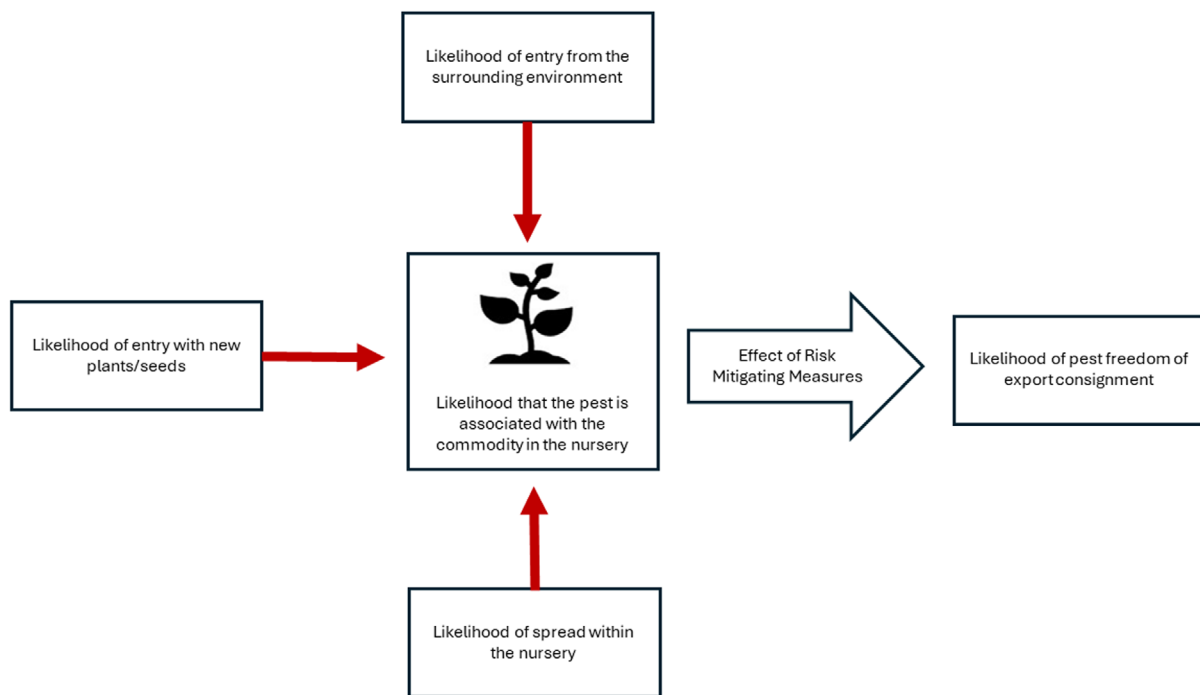 Likelihood of entry from the
surrounding environment
Likelihood of entry with new
plants/seeds
Likelihood that the pest is
associated with the
commodity in the nursery
Effect of Risk
Mitigating Measures
Likelihood of pest freedom of
export consignment
Likelihood of spread within
the nursery